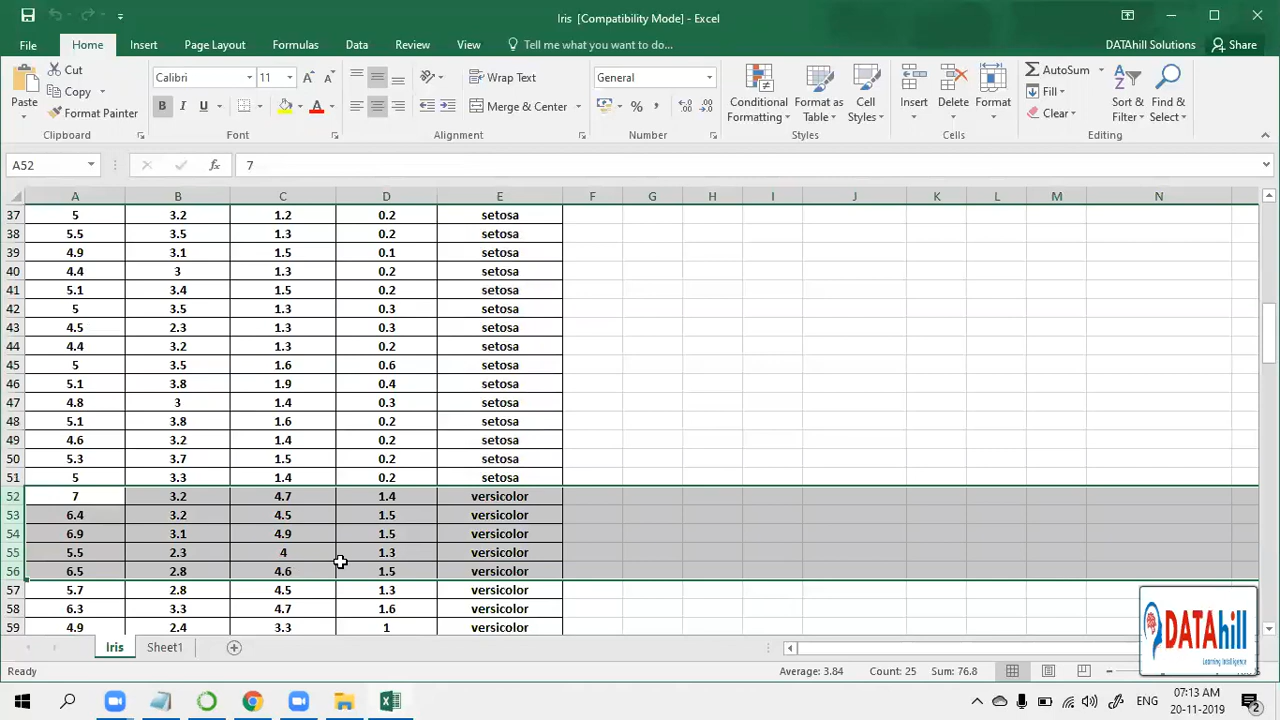 Iris [Compatibility Mode] - Excel
File Home Insert Page Layout Formulas Data Review View Tell me what you want to do... DATAhill Solutions Share
Cut
Copy
Format Painter
Paste
Clipboard
Calibri 11
B I U
Font
Wrap Text
Merge & Center
Alignment
General
% ,
Number
Conditional Formatting
Format as Table
Cell Styles
Styles
Insert Delete Format
Cells
AutoSum
Fill
Clear
Sort & Filter
Find & Select
Editing
A52 fx 7
A B C D E F G H I J K L M N
37 5 3.2 1.2 0.2 setosa
38 5.5 3.5 1.3 0.2 setosa
39 4.9 3.1 1.5 0.1 setosa
40 4.4 3 1.3 0.2 setosa
41 5.1 3.4 1.5 0.2 setosa
42 5 3.5 1.3 0.3 setosa
43 4.5 2.3 1.3 0.3 setosa
44 4.4 3.2 1.3 0.2 setosa
45 5 3.5 1.6 0.6 setosa
46 5.1 3.8 1.9 0.4 setosa
47 4.8 3 1.4 0.3 setosa
48 5.1 3.8 1.6 0.2 setosa
49 4.6 3.2 1.4 0.2 setosa
50 5.3 3.7 1.5 0.2 setosa
51 5 3.3 1.4 0.2 setosa
52 7 3.2 4.7 1.4 versicolor
53 6.4 3.2 4.5 1.5 versicolor
54 6.9 3.1 4.9 1.5 versicolor
55 5.5 2.3 4 1.3 versicolor
56 6.5 2.8 4.6 1.5 versicolor
57 5.7 2.8 4.5 1.3 versicolor
58 6.3 3.3 4.7 1.6 versicolor
59 4.9 2.4 3.3 1 versicolor
DATAhill
Learning Intelligence
Iris Sheet1
Ready Average: 3.84 Count: 25 Sum: 76.8
ENG 07:13 AM
20-11-2019 2